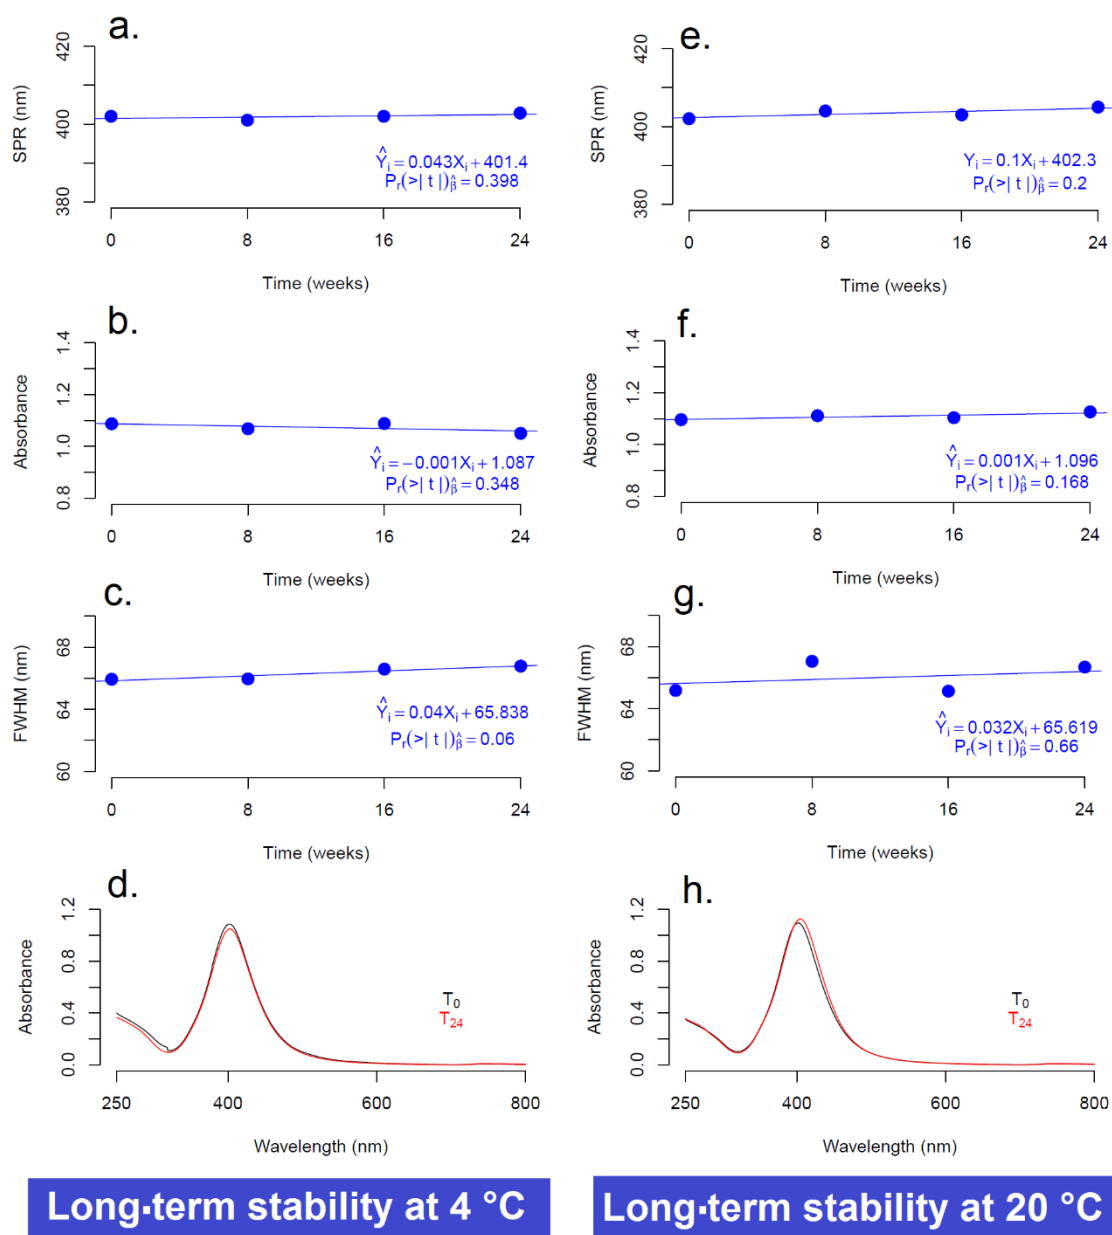 a.
420
400
380
SPR (nm)
Ŷi = 0.043Xi + 401.4
Pr(>| t |)β̂ = 0.398
0 8 16 24
Time (weeks)
e.
420
400
380
SPR (nm)
Yi = 0.1Xi + 402.3
Pr(>| t |)β̂ = 0.2
0 8 16 24
Time (weeks)
b.
1.4
1.2
1.0
0.8
Absorbance
Ŷi = −0.001Xi + 1.087
Pr(>| t |)β̂ = 0.348
0 8 16 24
Time (weeks)
f.
1.4
1.2
1.0
0.8
Absorbance
Ŷi = 0.001Xi + 1.096
Pr(>| t |)β̂ = 0.168
0 8 16 24
Time (weeks)
c.
68
64
60
FWHM (nm)
Ŷi = 0.04Xi + 65.838
Pr(>| t |)β̂ = 0.06
0 8 16 24
Time (weeks)
g.
68
64
60
FWHM (nm)
Ŷi = 0.032Xi + 65.619
Pr(>| t |)β̂ = 0.66
0 8 16 24
Time (weeks)
d.
1.2
0.8
0.4
0.0
Absorbance
T0
T24
250 400 600 800
Wavelength (nm)
h.
1.2
0.8
0.4
0.0
Absorbance
T0
T24
250 400 600 800
Wavelength (nm)
Long-term stability at 4 °C
Long-term stability at 20 °C